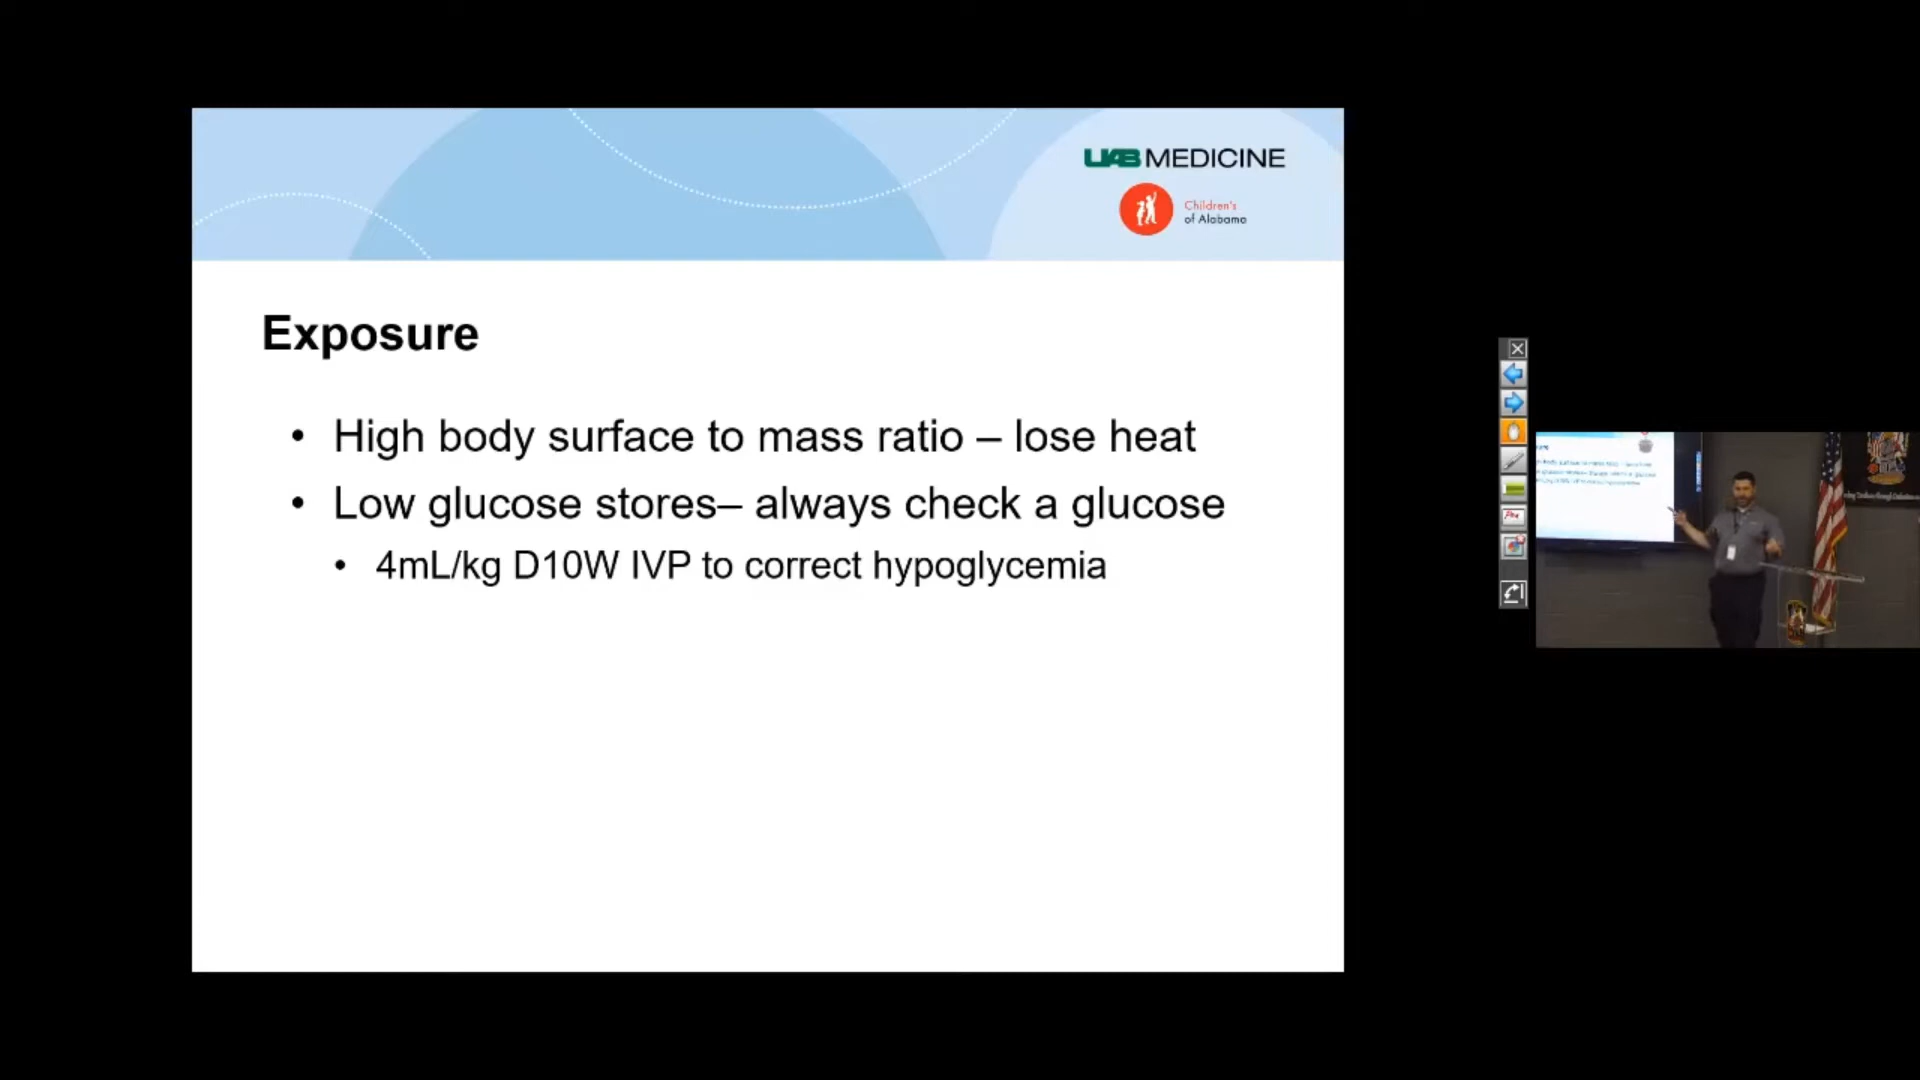 UAB MEDICINE
Children's
of Alabama
Exposure
• High body surface to mass ratio – lose heat
• Low glucose stores– always check a glucose
• 4mL/kg D10W IVP to correct hypoglycemia